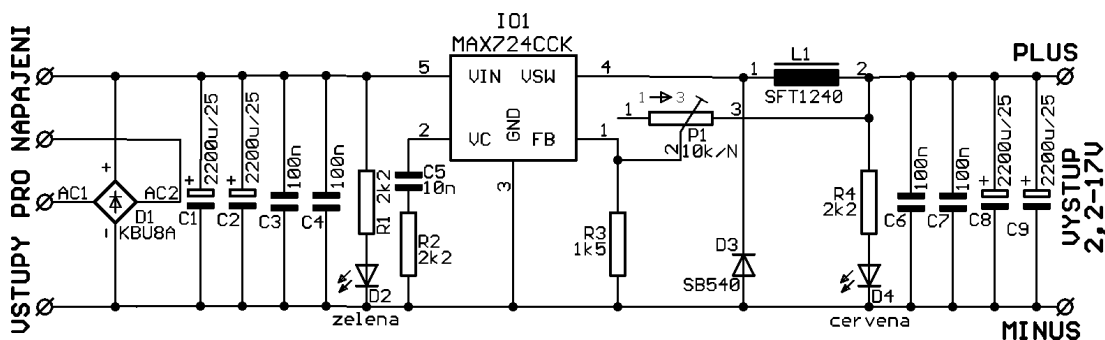 VSTUPY PRO NAPAJENI
AC1
AC2
+
-
D1
KBU8A
+
2200u/25
C1
+
2200u/25
C2
100n
C3
100n
C4
2k2
R1
D2
zelena
C5
10n
R2
2k2
IO1
MAX724CCK
5
VIN
VSW
4
2
VC
GND
FB
1
3
R3
1k5
1
1 → 3
3
2
P1
10k/N
D3
SB540
1
L1
2
SFT1240
R4
2k2
D4
cervena
100n
C6
100n
C7
+
2200u/25
C8
+
2200u/25
C9
PLUS
VYSTUP
2,2-17V
MINUS